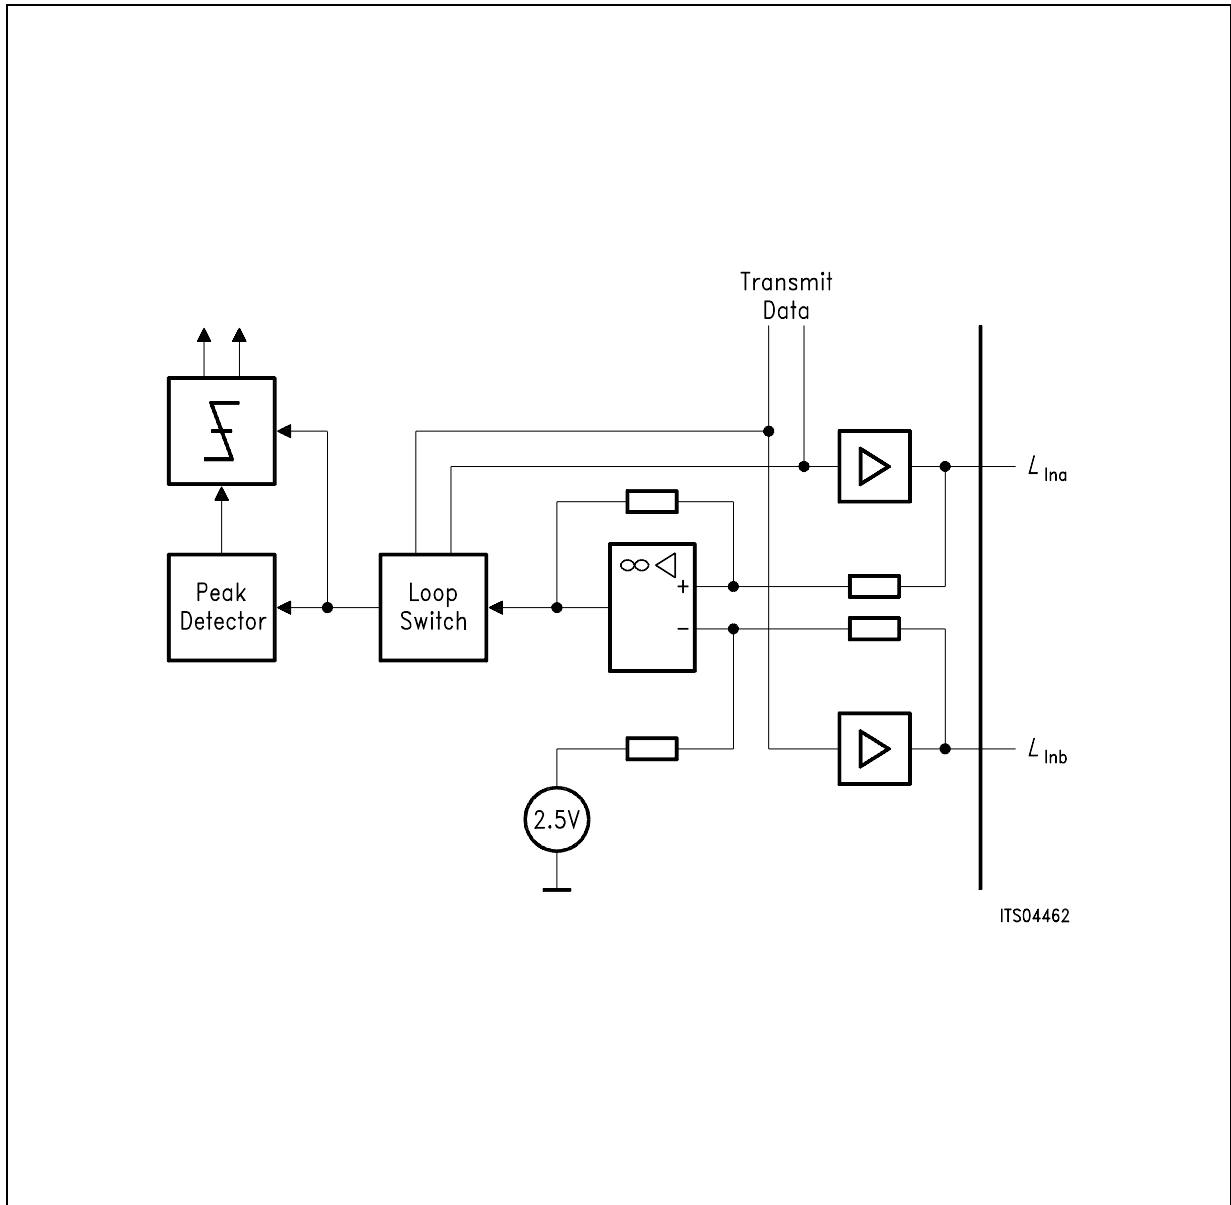 Transmit
Data
L Ina
Peak
Detector
Loop
Switch
∞
+
−
L Inb
2.5V
ITS04462